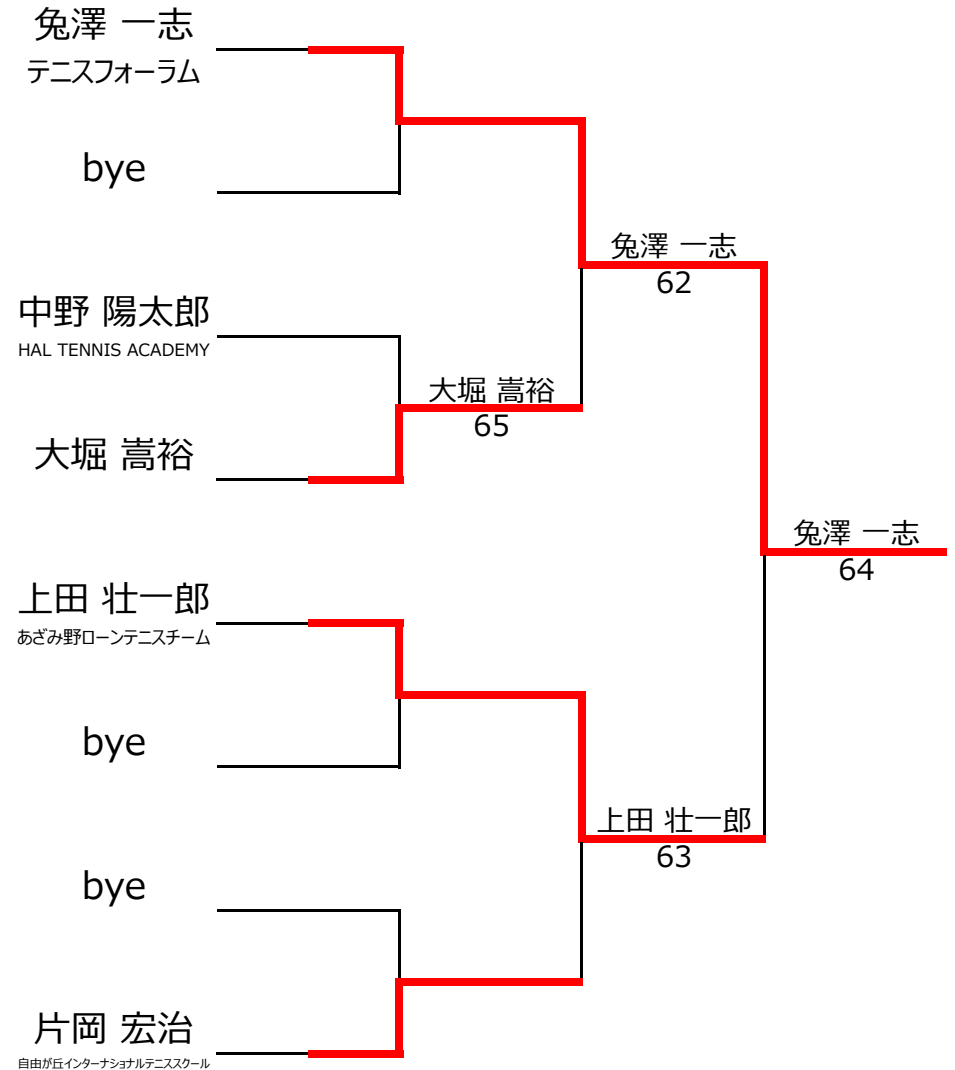 兔澤 一志
テニスフォーラム
bye
兔澤 一志
62
中野 陽太郎
HAL TENNIS ACADEMY
大堀 嵩裕
65
大堀 嵩裕
兔澤 一志
64
上田 壮一郎
あざみ野ローンテニスチーム
bye
上田 壮一郎
63
bye
片岡 宏治
自由が丘インターナショナルテニススクール